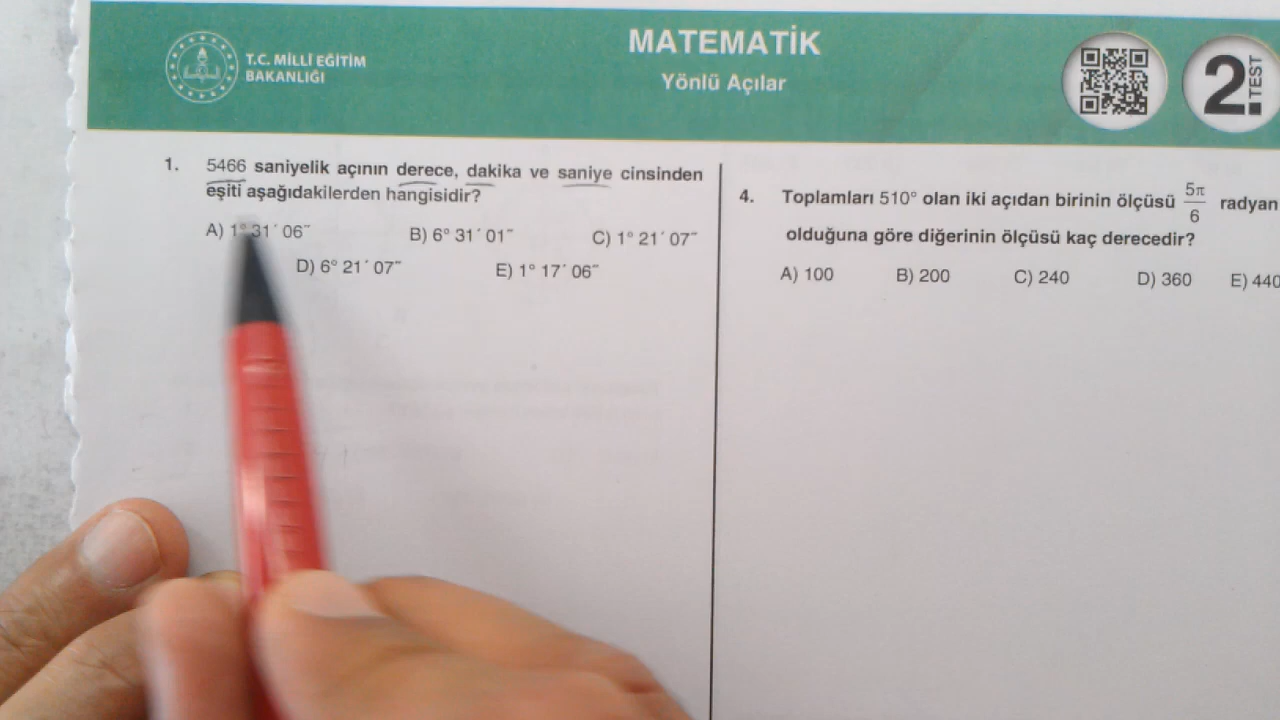 T.C. MİLLÎ EĞİTİM
BAKANLIĞI
MATEMATİK
Yönlü Açılar
2.
TEST
1. 5466 saniyelik açının derece, dakika ve saniye cinsinden
eşiti aşağıdakilerden hangisidir?
A) 1° 31´ 06˝ B) 6° 31´ 01˝ C) 1° 21´ 07˝
D) 6° 21´ 07˝ E) 1° 17´ 06˝
4. Toplamları 510° olan iki açıdan birinin ölçüsü 5π/6 radyan
olduğuna göre diğerinin ölçüsü kaç derecedir?
A) 100 B) 200 C) 240 D) 360 E) 440